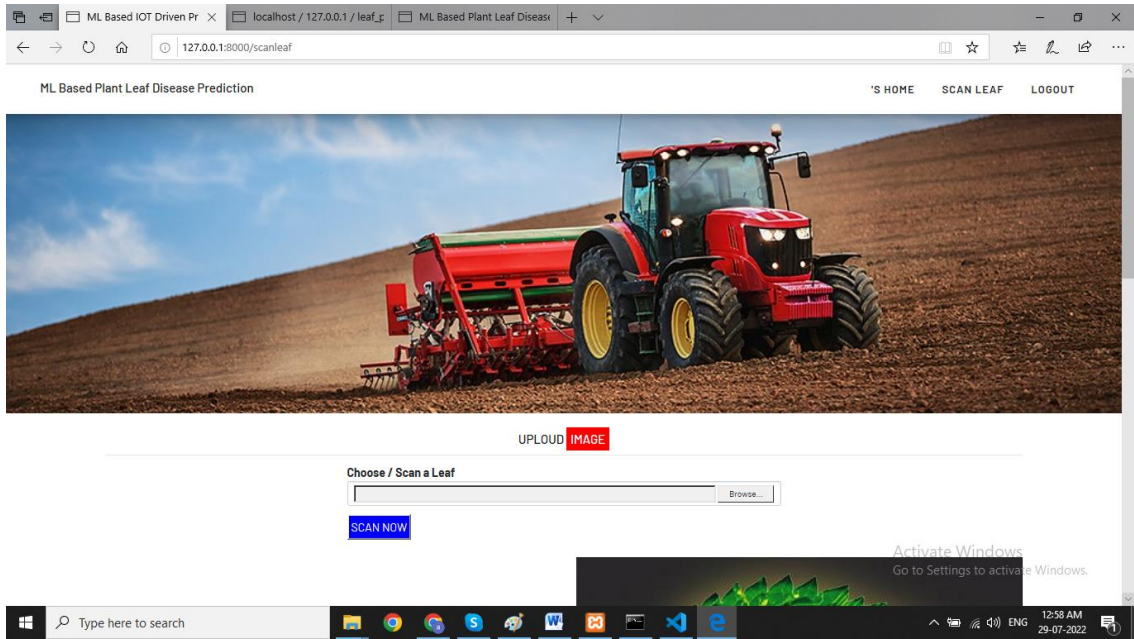 ML Based IOT Driven Pr
localhost / 127.0.0.1 / leaf_p
ML Based Plant Leaf Disease
127.0.0.1:8000/scanleaf
ML Based Plant Leaf Disease Prediction
'S HOME SCAN LEAF LOGOUT
UPLOUD IMAGE
Choose / Scan a Leaf
Browse...
SCAN NOW
Activate Windows
Go to Settings to activate Windows.
Type here to search
ENG
12:58 AM
29-07-2022